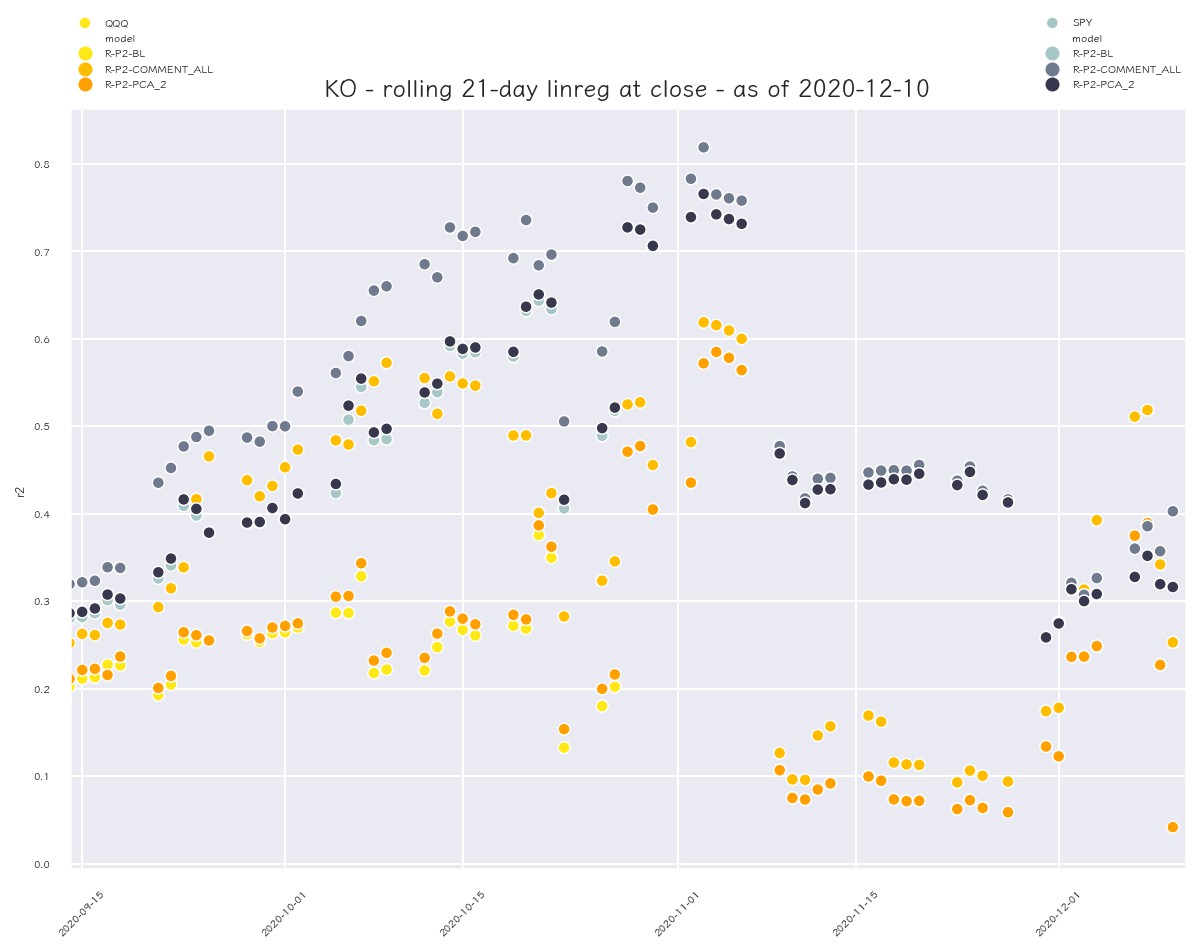 QQQ
model
R-P2-BL
R-P2-COMMENT_ALL
R-P2-PCA_2
SPY
model
R-P2-BL
R-P2-COMMENT_ALL
R-P2-PCA_2
KO - rolling 21-day linreg at close - as of 2020-12-10
0.8
0.7
0.6
0.5
0.4
0.3
0.2
0.1
0.0
r2
2020-09-15
2020-10-01
2020-10-15
2020-11-01
2020-11-15
2020-12-01